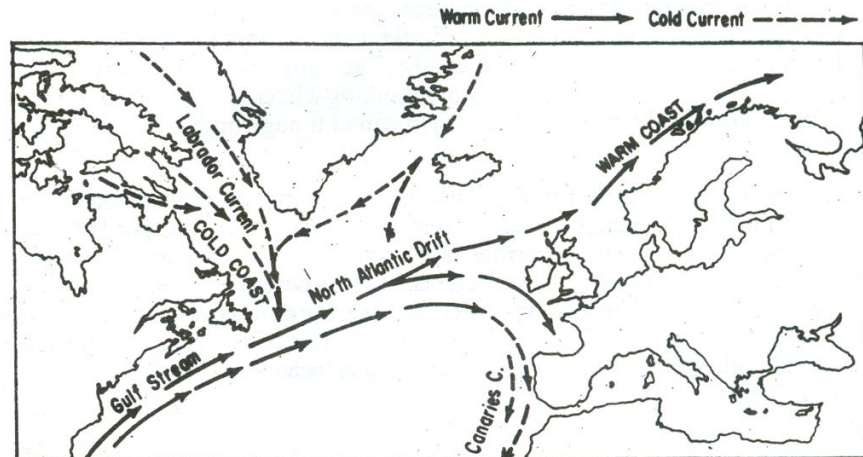 Warm Current Cold Current
Labrador Current
COLD COAST
WARM COAST
North Atlantic Drift
Gulf Stream
Canaries C.